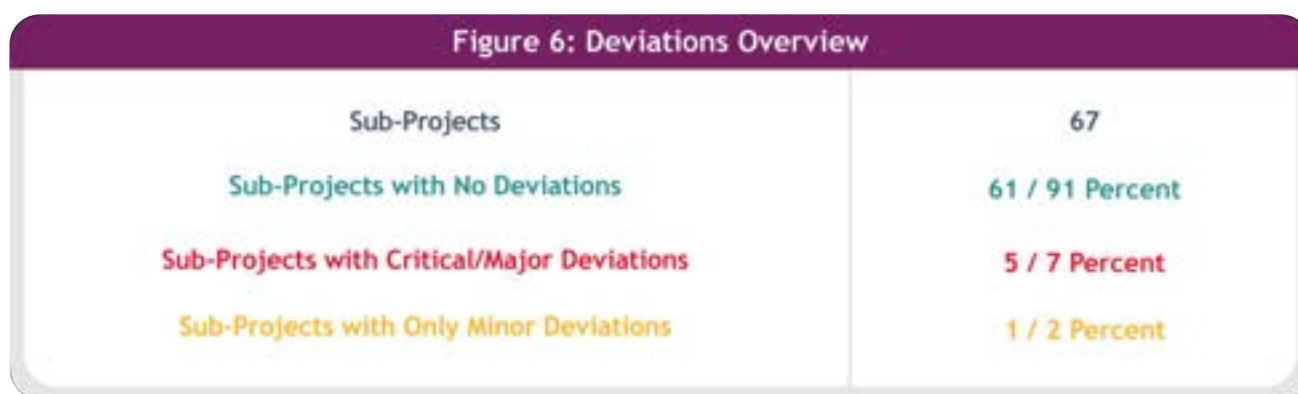 Figure 6: Deviations Overview
Sub-Projects 67
Sub-Projects with No Deviations 61 / 91 Percent
Sub-Projects with Critical/Major Deviations 5 / 7 Percent
Sub-Projects with Only Minor Deviations 1 / 2 Percent